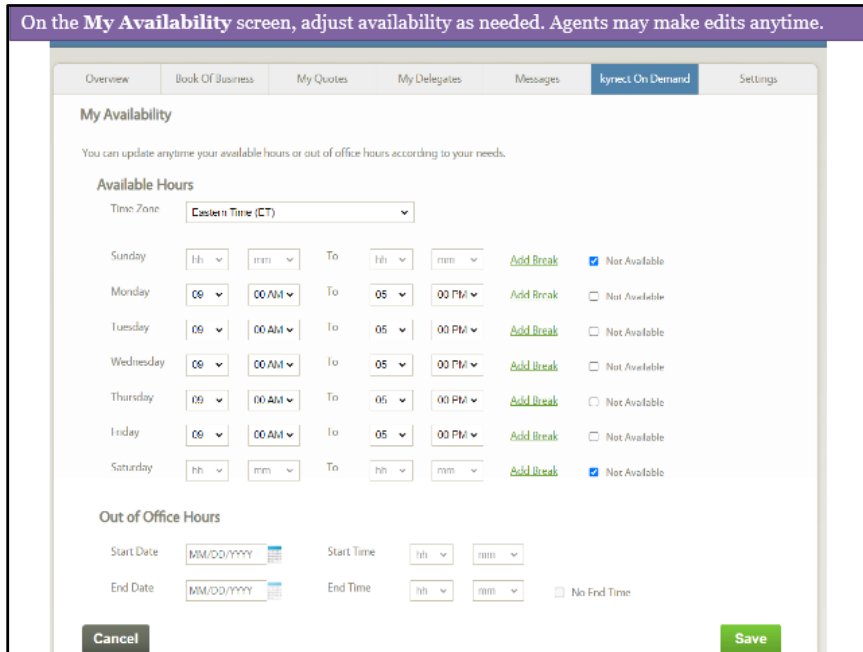 On the My Availability screen, adjust availability as needed. Agents may make edits anytime.
Overview Book Of Business My Quotes My Delegates Messages kynect On Demand Settings
My Availability
You can update anytime your available hours or out of office hours according to your needs.
Available Hours
Time Zone Eastern Time (ET)
Sunday hh mm To hh mm Add Break Not Available
Monday 09 00 AM To 05 00 PM Add Break Not Available
Tuesday 09 00 AM To 05 00 PM Add Break Not Available
Wednesday 09 00 AM To 05 00 PM Add Break Not Available
Thursday 09 00 AM To 05 00 PM Add Break Not Available
Friday 09 00 AM To 05 00 PM Add Break Not Available
Saturday hh mm To hh mm Add Break Not Available
Out of Office Hours
Start Date MM/DD/YYYY Start Time hh mm
End Date MM/DD/YYYY End Time hh mm No End Time
Cancel Save